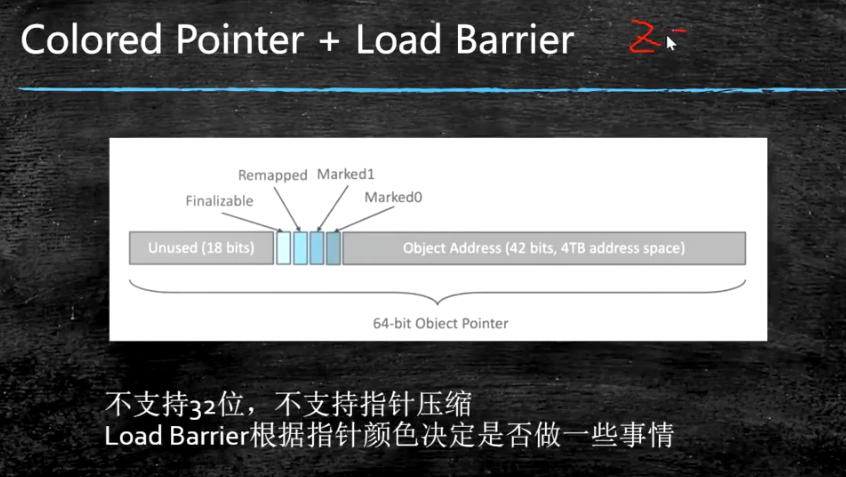 Colored Pointer + Load Barrier
Remapped Marked1
Finalizable
Marked0
Unused (18 bits)
Object Address (42 bits, 4TB address space)
64-bit Object Pointer
不支持32位，不支持指针压缩
Load Barrier根据指针颜色决定是否做一些事情